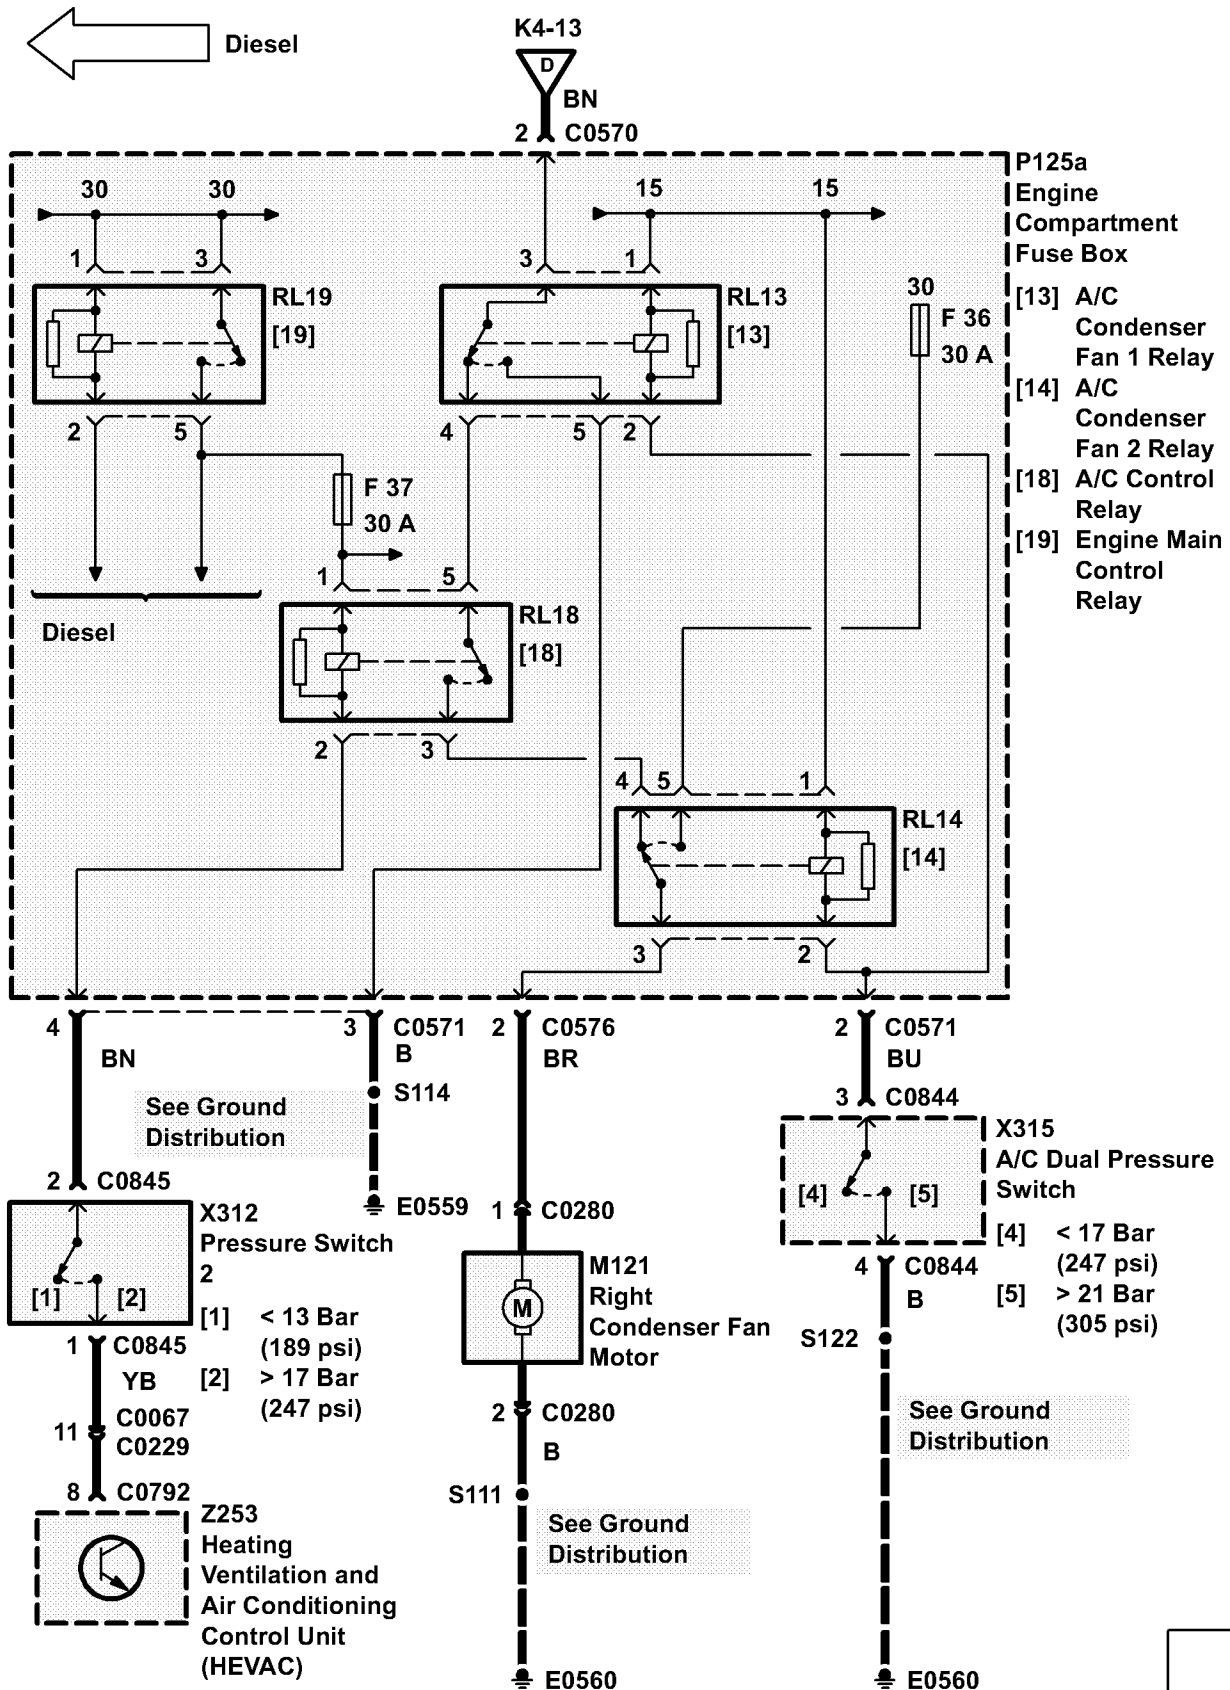 Diesel
K4-13
D
BN
2 C0570
P125a
Engine
Compartment
Fuse Box
30 30 15 15
1 3 3 1
RL19
[19]
RL13
[13]
30
F 36
30 A
[13] A/C
Condenser
Fan 1 Relay
[14] A/C
Condenser
Fan 2 Relay
[18] A/C Control
Relay
[19] Engine Main
Control
Relay
2 5 4 5 2
F 37
30 A
1 5
Diesel
RL18
[18]
2 3
4 5 1
RL14
[14]
3 2
4 3 C0571 2 C0576 2 C0571
BN B BR BU
S114
See Ground
Distribution
3 C0844
X315
A/C Dual Pressure
Switch
[4] [5]
[4] < 17 Bar
(247 psi)
[5] > 21 Bar
(305 psi)
2 C0845
E0559
1 C0280
X312
Pressure Switch
2
[1] [2]
[1] < 13 Bar
(189 psi)
[2] > 17 Bar
(247 psi)
M
M121
Right
Condenser Fan
Motor
4 C0844
B
S122
1 C0845
YB
C0067
11
C0229
2 C0280
B
See Ground
Distribution
8 C0792
S111
Z253
Heating
Ventilation and
Air Conditioning
Control Unit
(HEVAC)
See Ground
Distribution
E0560
E0560